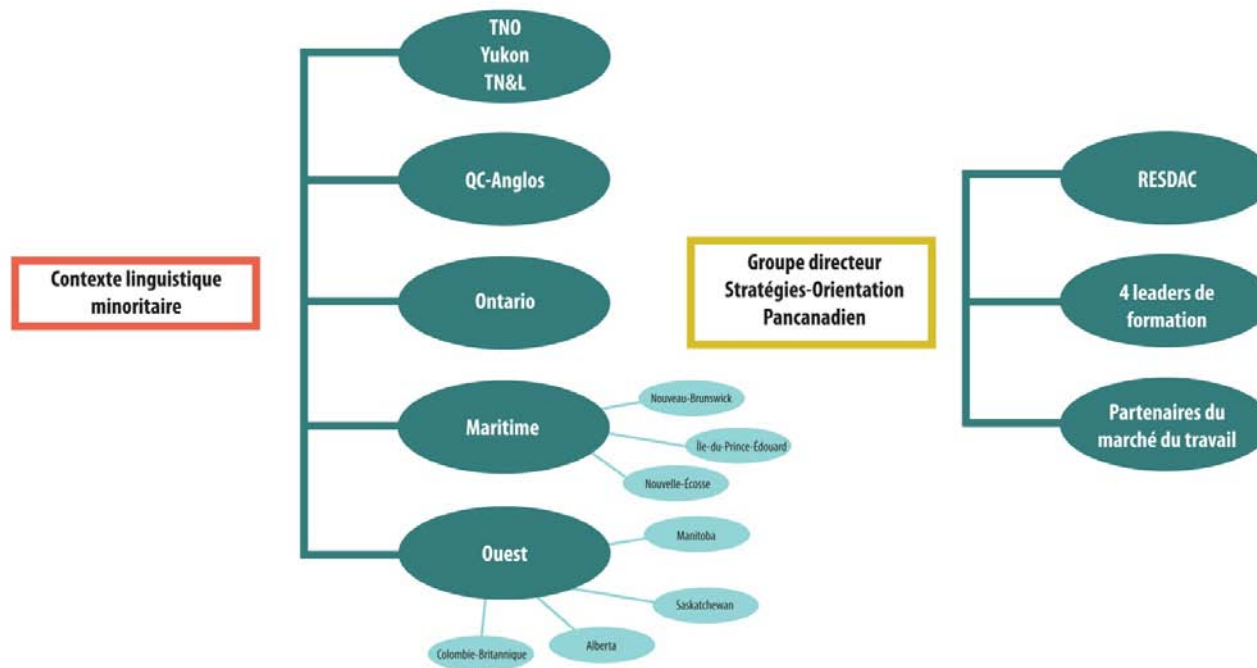 TNO
Yukon
TN&L
QC-Anglos
Contexte linguistique
minoritaire
Ontario
Maritime
Nouveau-Brunswick
Île-du-Prince-Édouard
Nouvelle-Écosse
Ouest
Manitoba
Saskatchewan
Alberta
Colombie-Britannique
Groupe directeur
Stratégies-Orientation
Pancanadien
RESDAC
4 leaders de
formation
Partenaires du
marché du travail